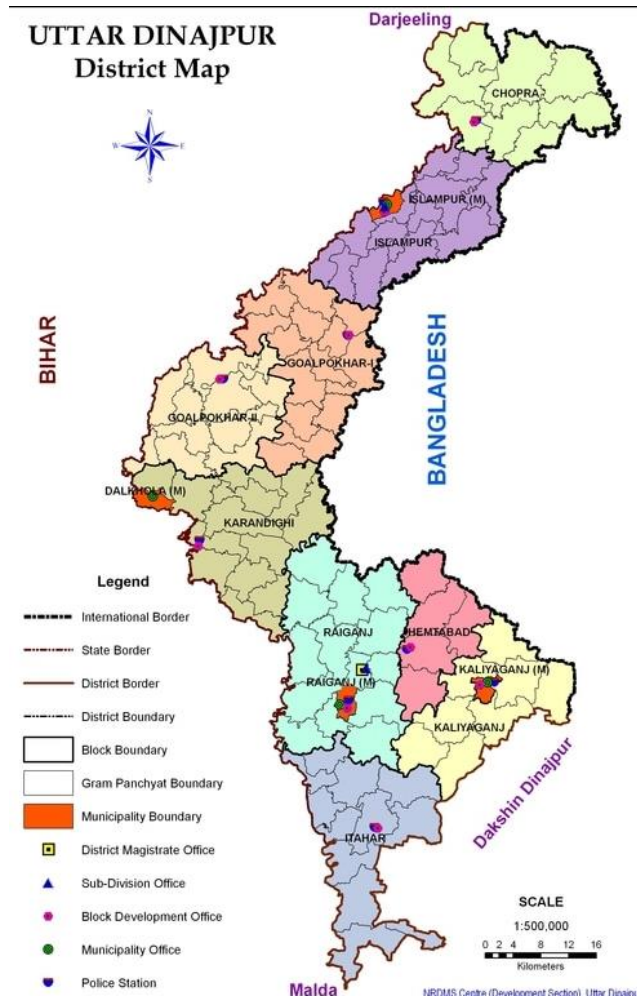 UTTAR DINAJPUR
District Map
Darjeeling
N
W E
S
CHOPRA
ISLAMPUR (M)
ISLAMPUR
BIHAR
BANGLADESH
GOALPOKHAR-I
GOALPOKHAR-II
DALKHOLA (M)
KARANDIGHI
RAIGANJ
HEMTABAD
RAIGANJ (M)
KALIYAGANJ (M)
KALIYAGANJ
Dakshin Dinajpur
ITAHAR
Malda
Legend
International Border
State Border
District Border
District Boundary
Block Boundary
Gram Panchyat Boundary
Municipality Boundary
District Magistrate Office
Sub-Division Office
Block Development Office
Municipality Office
Police Station
SCALE
1:500,000
0 2 4 8 12 16
Kilometers
NRDMS Centre (Development Section), Uttar Dinajpu